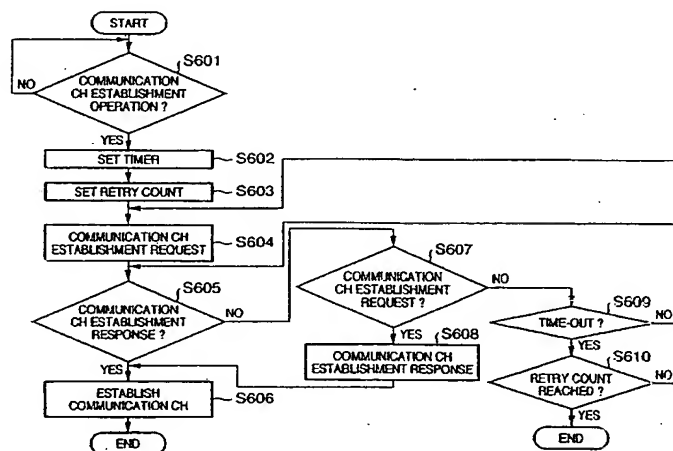 START
S601
COMMUNICATION
CH ESTABLISHMENT
OPERATION ?
NO
YES
SET TIMER
S602
SET RETRY COUNT
S603
COMMUNICATION CH
ESTABLISHMENT REQUEST
S604
S605
COMMUNICATION
CH ESTABLISHMENT
RESPONSE ?
NO
YES
ESTABLISH
COMMUNICATION CH
S606
END
S607
COMMUNICATION
CH ESTABLISHMENT
REQUEST ?
NO
YES
S608
COMMUNICATION CH
ESTABLISHMENT RESPONSE
S609
TIME-OUT ?
NO
YES
S610
RETRY COUNT
REACHED ?
NO
YES
END